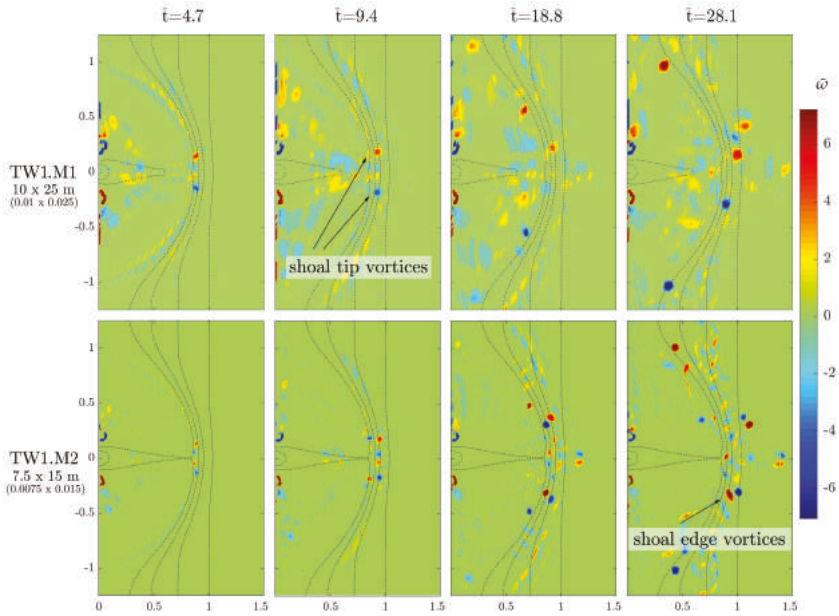 t̄=4.7 t̄=9.4 t̄=18.8 t̄=28.1
ω̄
1
0.5
TW1.M1 0
10 x 25 m
(0.01 x 0.025)
-0.5
-1
shoal tip vortices
6
4
2
0
-2
-4
-6
1
0.5
TW1.M2 0
7.5 x 15 m
(0.0075 x 0.015)
-0.5
-1
shoal edge vortices
0 0.5 1 1.5 0 0.5 1 1.5 0 0.5 1 1.5 0 0.5 1 1.5